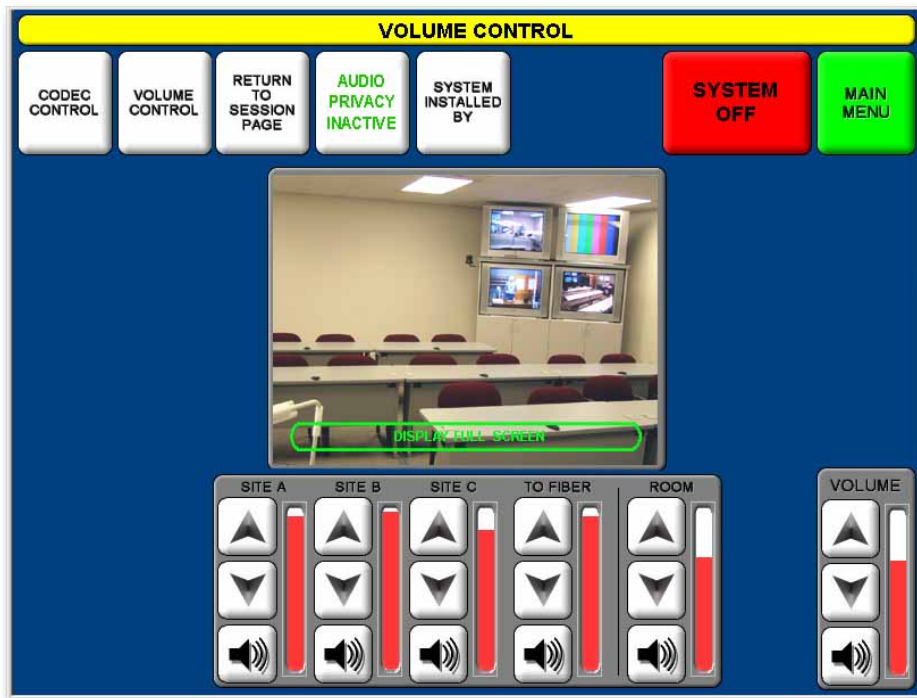 VOLUME CONTROL
CODEC
CONTROL
VOLUME
CONTROL
RETURN
TO
SESSION
PAGE
AUDIO
PRIVACY
INACTIVE
SYSTEM
INSTALLED
BY
SYSTEM
OFF
MAIN
MENU
DISPLAY FULL SCREEN
SITE A
SITE B
SITE C
TO FIBER
ROOM
VOLUME